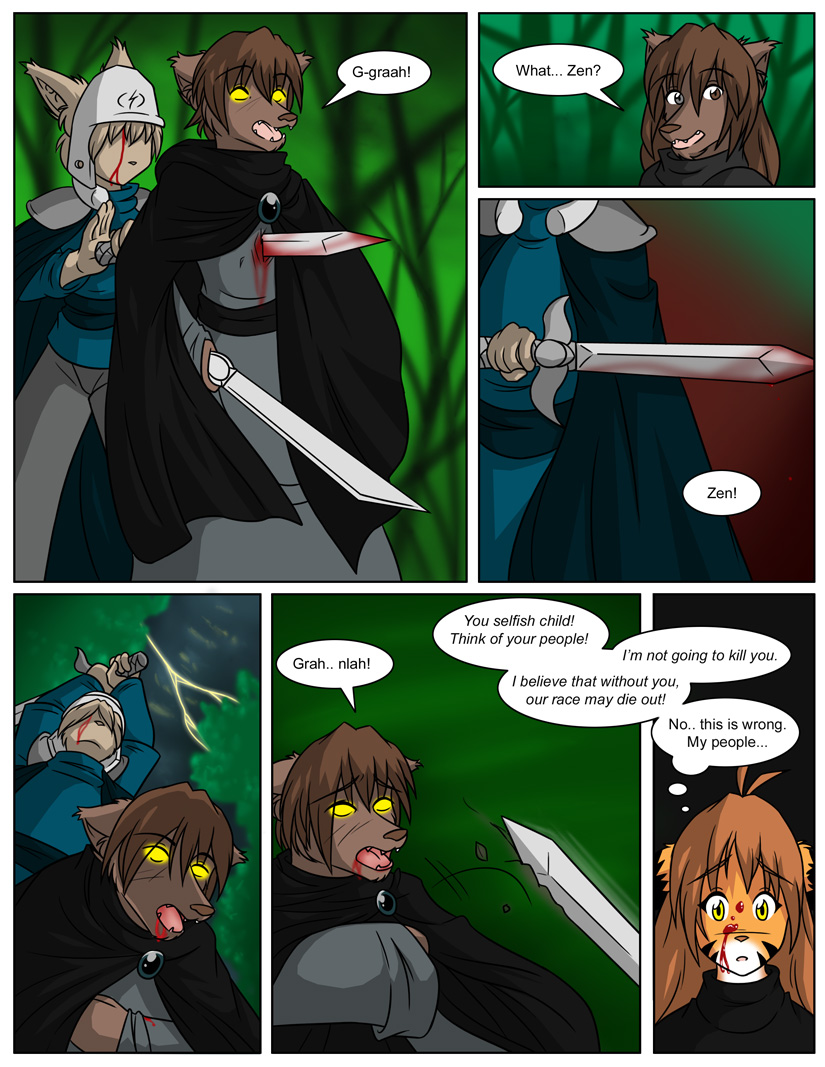 G-graah!
What... Zen?
Zen!
Grah.. nlah!
You selfish child!
Think of your people!
I'm not going to kill you.
I believe that without you,
our race may die out!
No.. this is wrong.
My people...